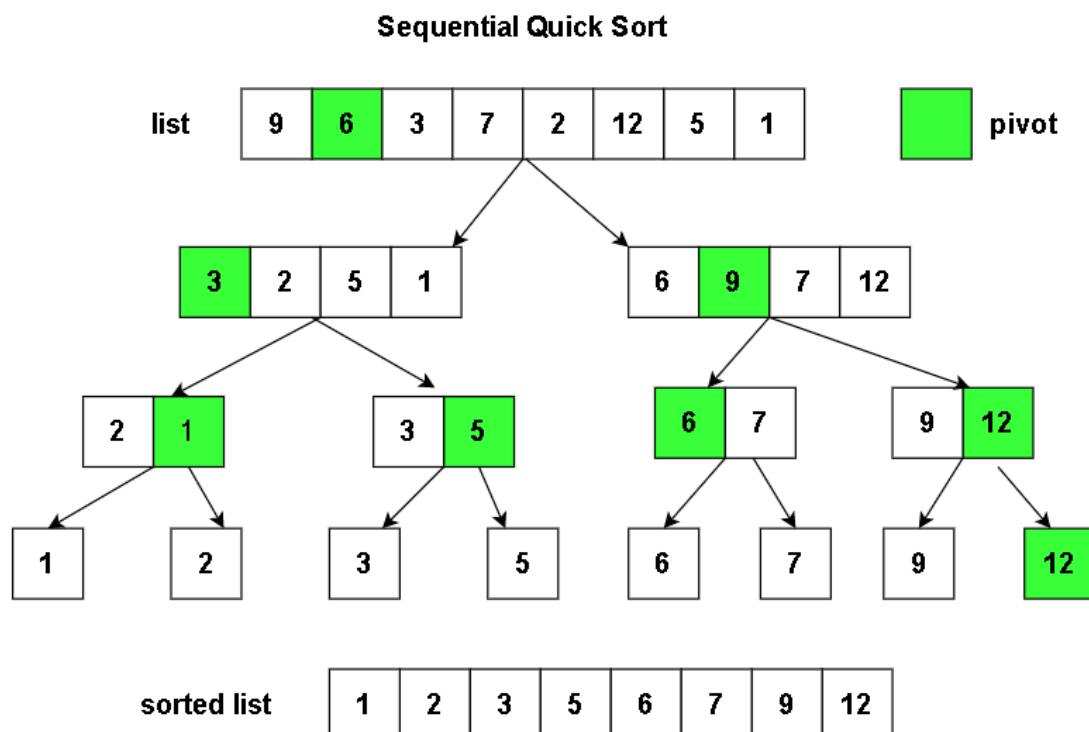 Sequential Quick Sort
list 9 6 3 7 2 12 5 1 pivot
3 2 5 1 6 9 7 12
2 1 3 5 6 7 9 12
1 2 3 5 6 7 9 12
sorted list 1 2 3 5 6 7 9 12